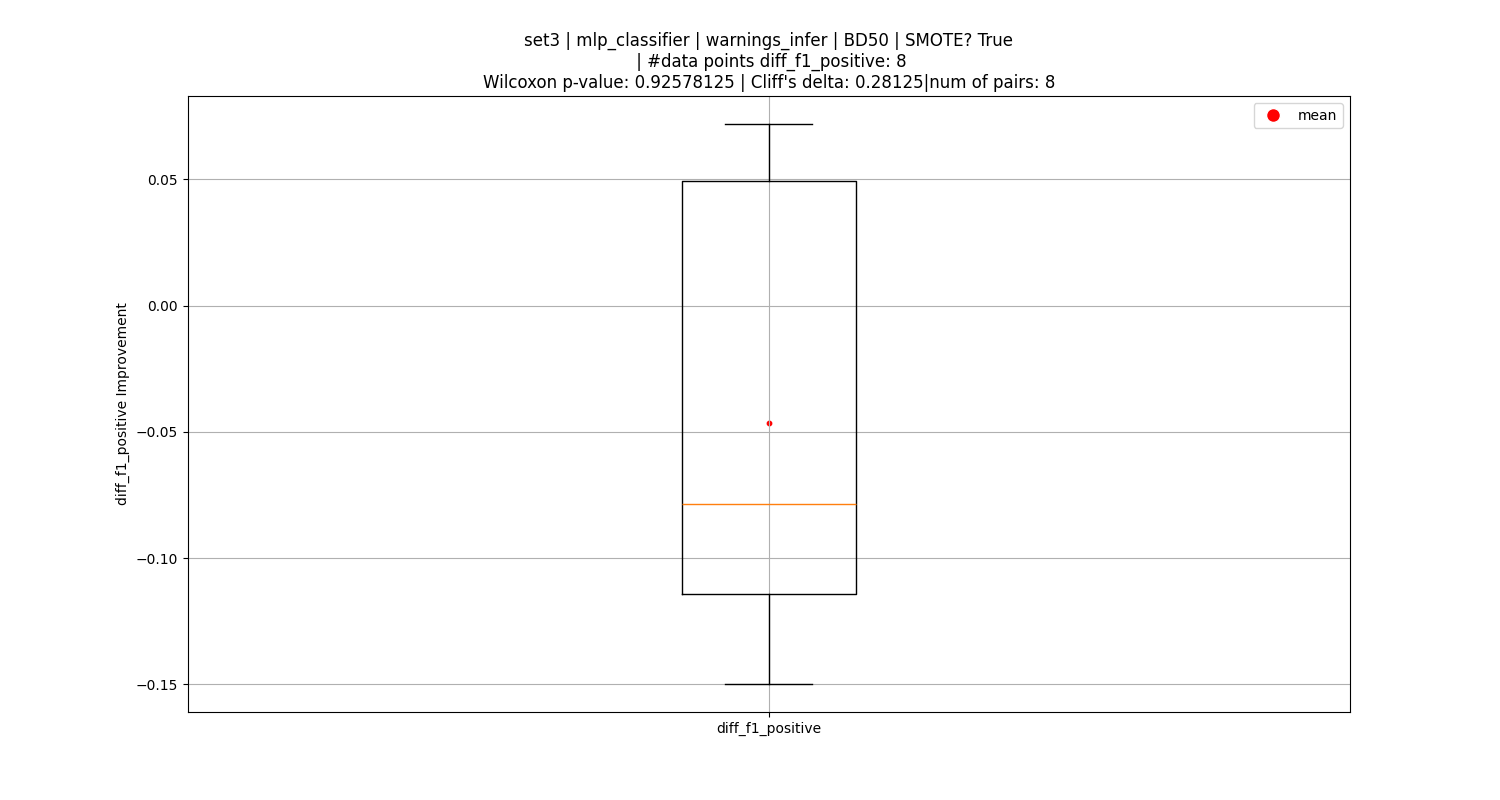 set3 | mlp_classifier | warnings_infer | BD50 | SMOTE? True
| #data points diff_f1_positive: 8
Wilcoxon p-value: 0.92578125 | Cliff's delta: 0.28125|num of pairs: 8
mean
0.05
0.00
−0.05
−0.10
−0.15
diff_f1_positive Improvement
diff_f1_positive